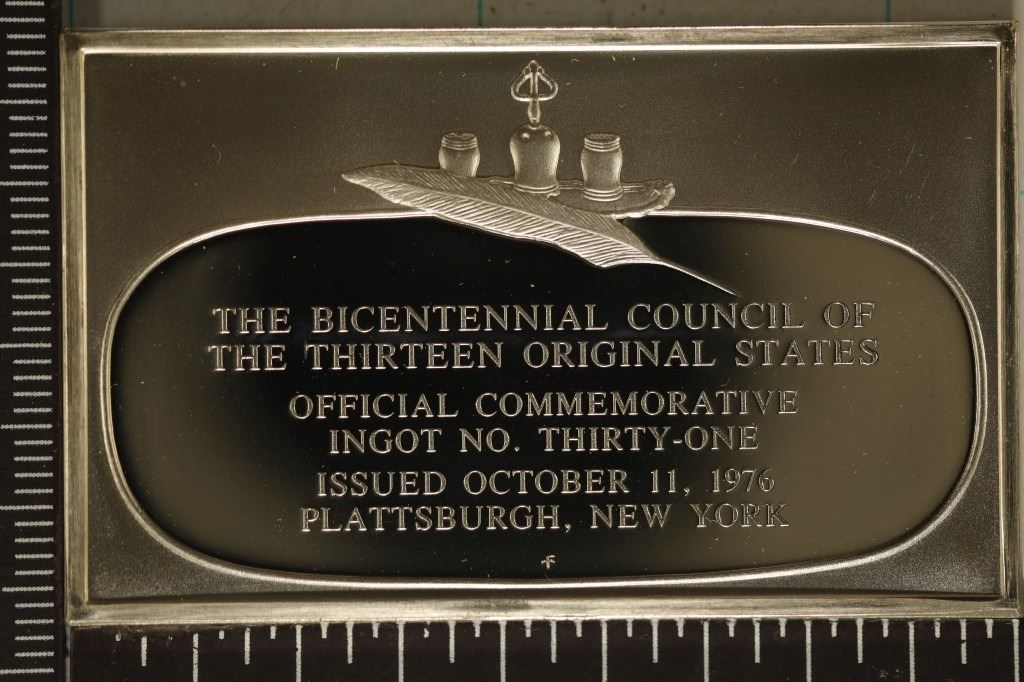 THE BICENTENNIAL COUNCIL OF
THE THIRTEEN ORIGINAL STATES
OFFICIAL COMMEMORATIVE
INGOT NO. THIRTY-ONE
ISSUED OCTOBER 11, 1976
PLATTSBURGH, NEW YORK